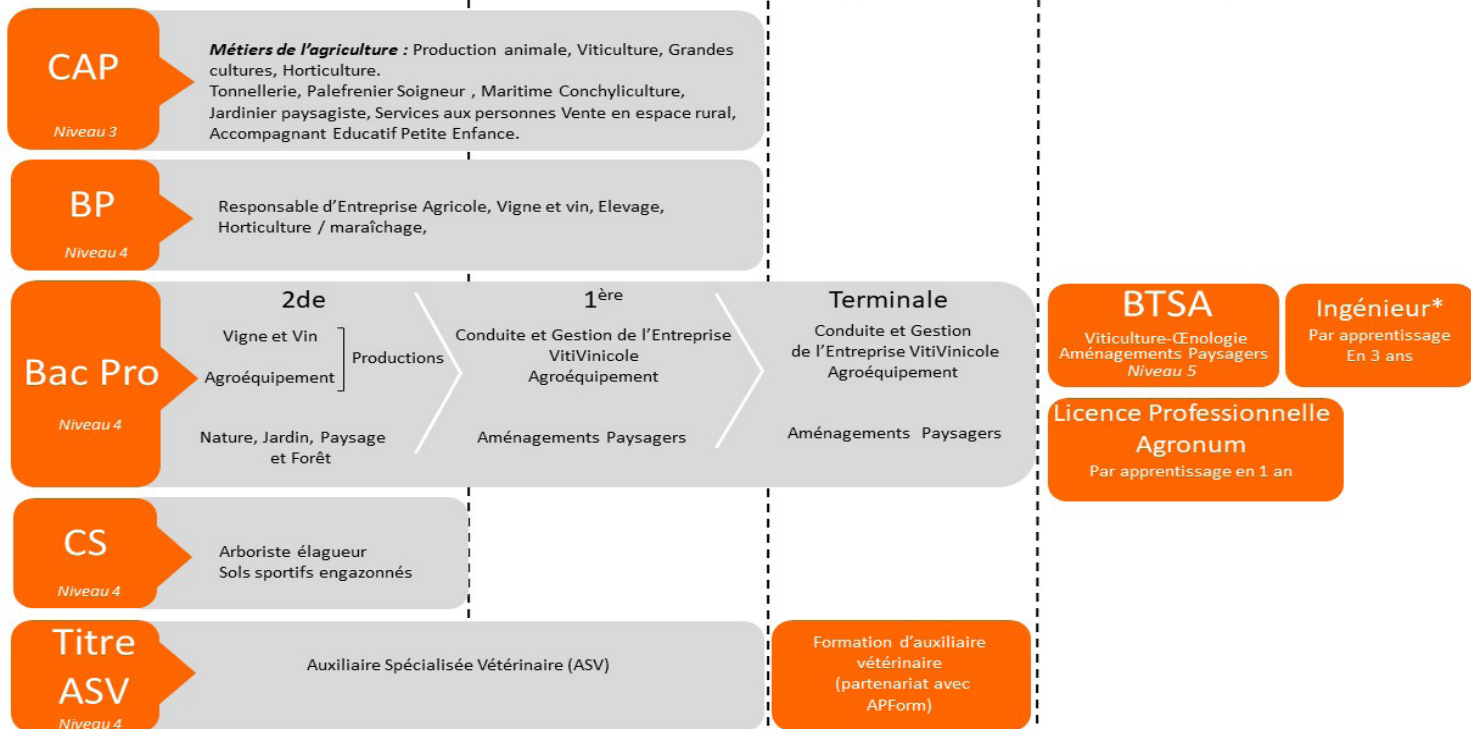 CAP
Niveau 3
Métiers de l'agriculture : Production animale, Viticulture, Grandes
cultures, Horticulture.
Tonnellerie, Palefrenier Soigneur , Maritime Conchyliculture,
Jardinier paysagiste, Services aux personnes Vente en espace rural,
Accompagnant Educatif Petite Enfance.
BP
Niveau 4
Responsable d'Entreprise Agricole, Vigne et vin, Elevage,
Horticulture / maraîchage,
Bac Pro
Niveau 4
2de
Vigne et Vin
Productions
Agroéquipement
Nature, Jardin, Paysage
et Forêt
1ère
Conduite et Gestion de l'Entreprise
VitiVinicole
Agroéquipement
Aménagements Paysagers
Terminale
Conduite et Gestion
de l'Entreprise VitiVinicole
Agroéquipement
Aménagements Paysagers
BTSA
Viticulture-Œnologie
Aménagements Paysagers
Niveau 5
Ingénieur*
Par apprentissage
En 3 ans
Licence Professionnelle
Agronum
Par apprentissage en 1 an
CS
Niveau 4
Arboriste élagueur
Sols sportifs engazonnés
Titre
ASV
Niveau 4
Auxiliaire Spécialisée Vétérinaire (ASV)
Formation d'auxiliaire
vétérinaire
(partenariat avec
APForm)